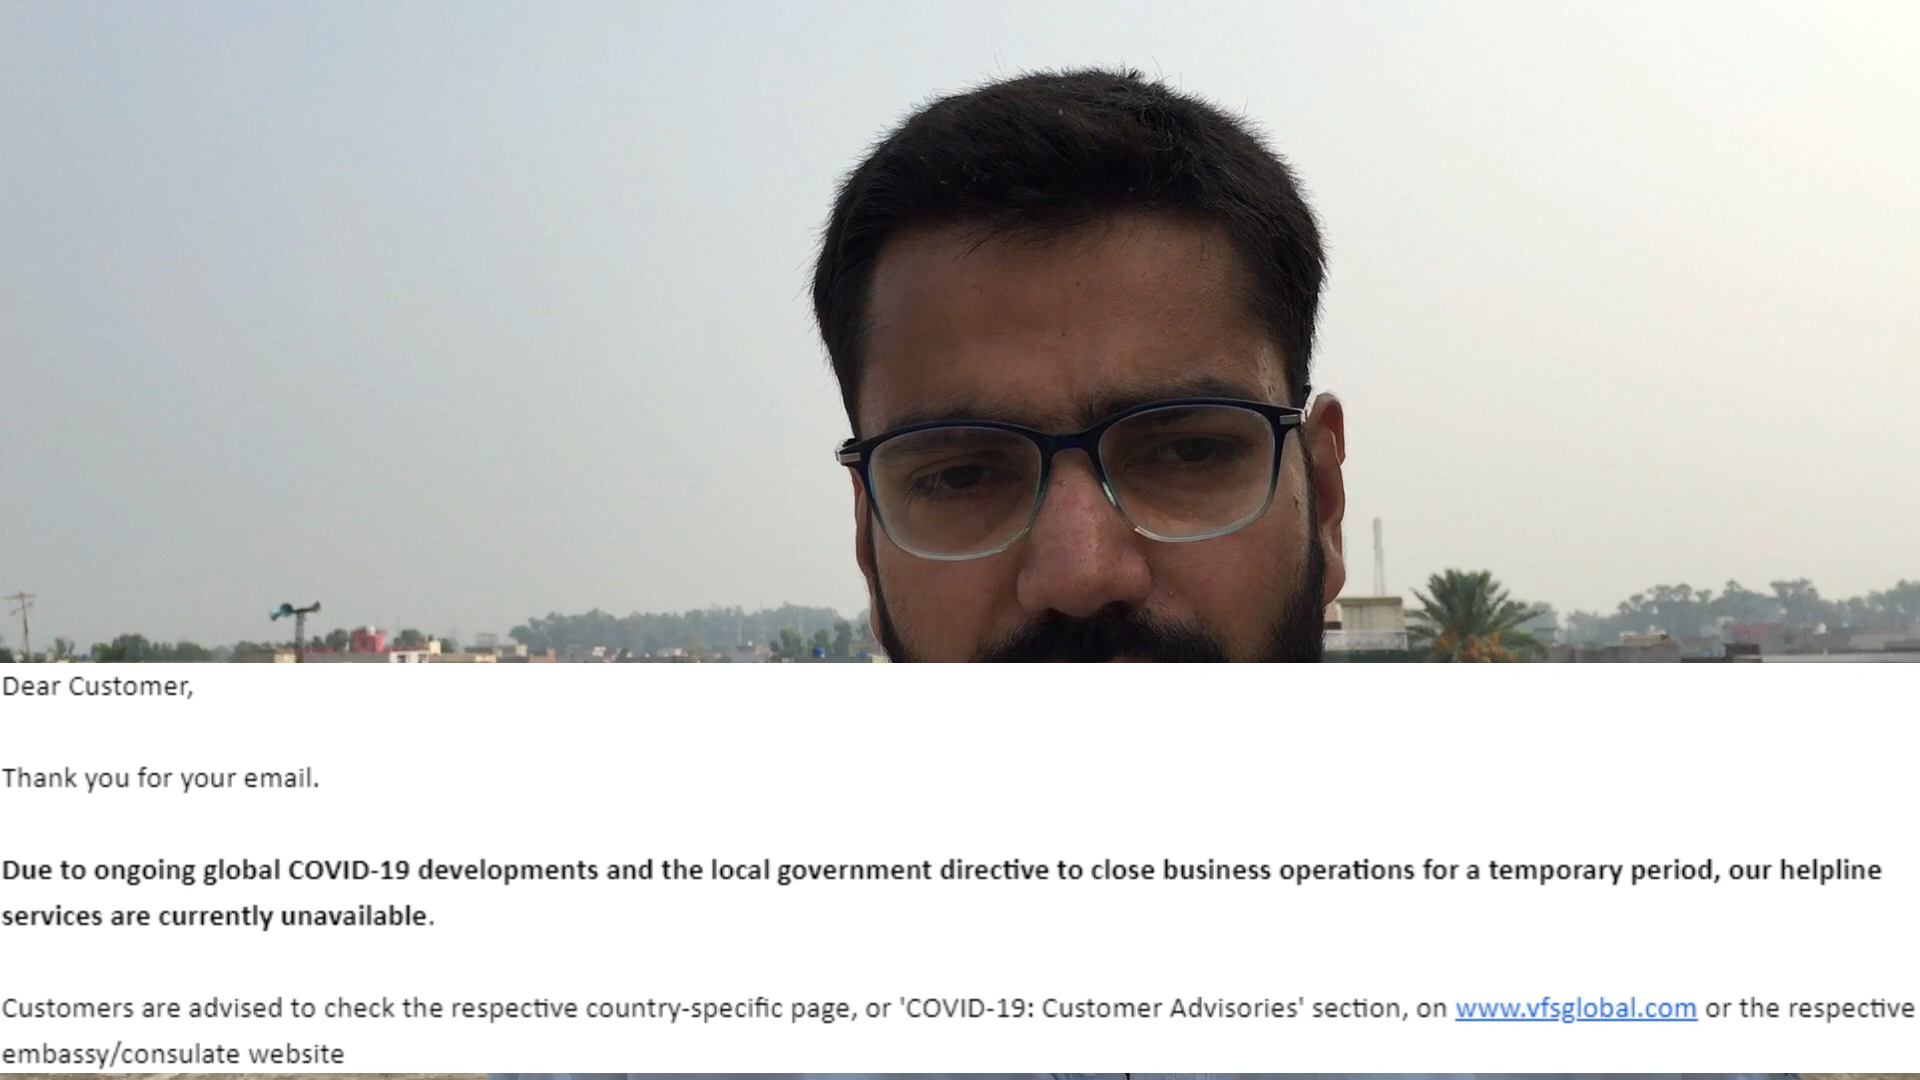 Dear Customer,
Thank you for your email.
Due to ongoing global COVID-19 developments and the local government directive to close business operations for a temporary period, our helpline
services are currently unavailable.
Customers are advised to check the respective country-specific page, or 'COVID-19: Customer Advisories' section, on www.vfsglobal.com or the respective
embassy/consulate website